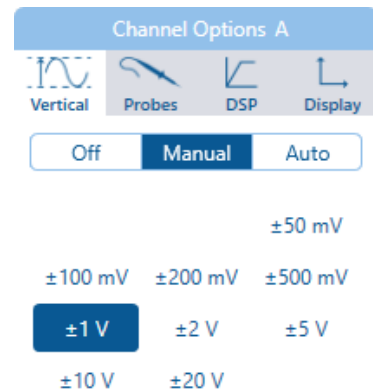 Channel Options A
Vertical Probes DSP Display
Off Manual Auto
±50 mV
±100 mV ±200 mV ±500 mV
±1 V ±2 V ±5 V
±10 V ±20 V